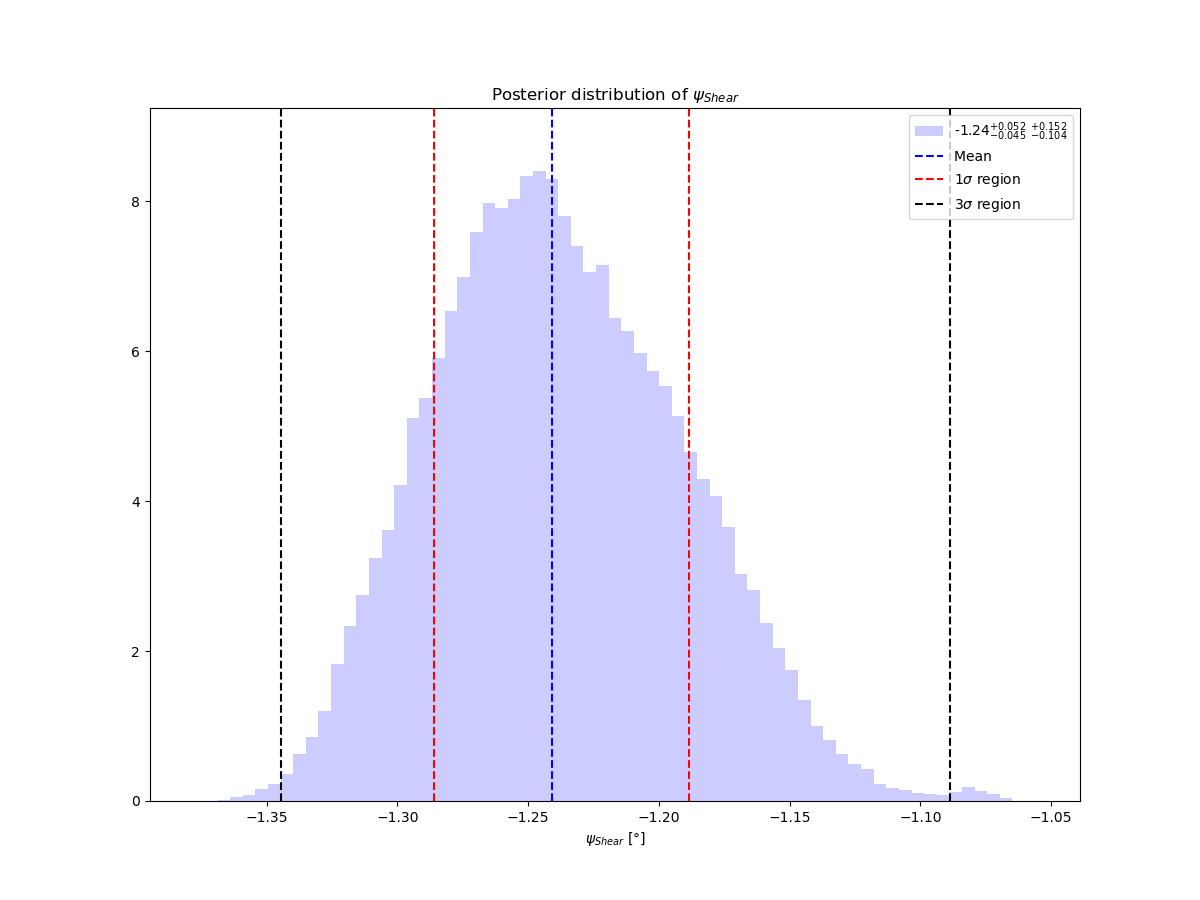 Posterior distribution of ψShear
-1.24+0.052 +0.152
−0.045 −0.104
Mean
1σ region
3σ region
8
6
4
2
0
−1.35 −1.30 −1.25 −1.20 −1.15 −1.10 −1.05
ψShear [°]